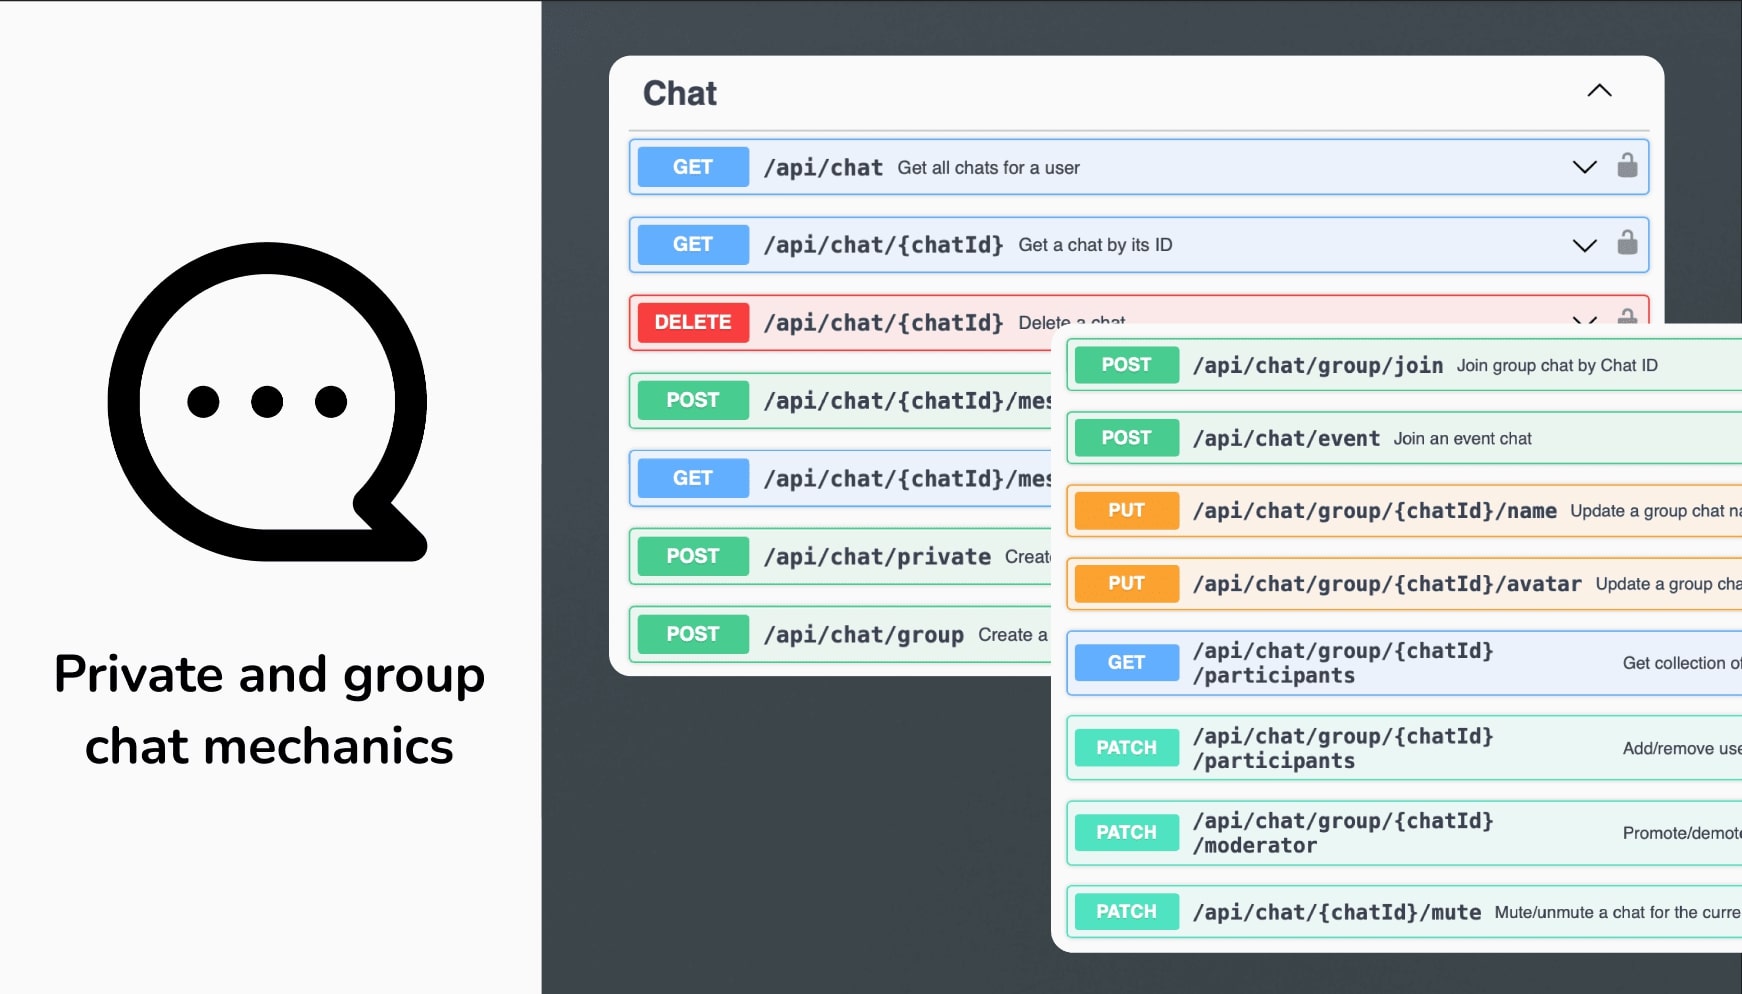 Private and group
chat mechanics
Chat
GET /api/chat Get all chats for a user
GET /api/chat/{chatId} Get a chat by its ID
DELETE /api/chat/{chatId} Delete a chat
POST /api/chat/{chatId}/mes
GET /api/chat/{chatId}/mes
POST /api/chat/private Create
POST /api/chat/group Create a
POST /api/chat/group/join Join group chat by Chat ID
POST /api/chat/event Join an event chat
PUT /api/chat/group/{chatId}/name Update a group chat na
PUT /api/chat/group/{chatId}/avatar Update a group cha
GET /api/chat/group/{chatId}
/participants Get collection of
PATCH /api/chat/group/{chatId}
/participants Add/remove use
PATCH /api/chat/group/{chatId}
/moderator Promote/demote
PATCH /api/chat/{chatId}/mute Mute/unmute a chat for the curre